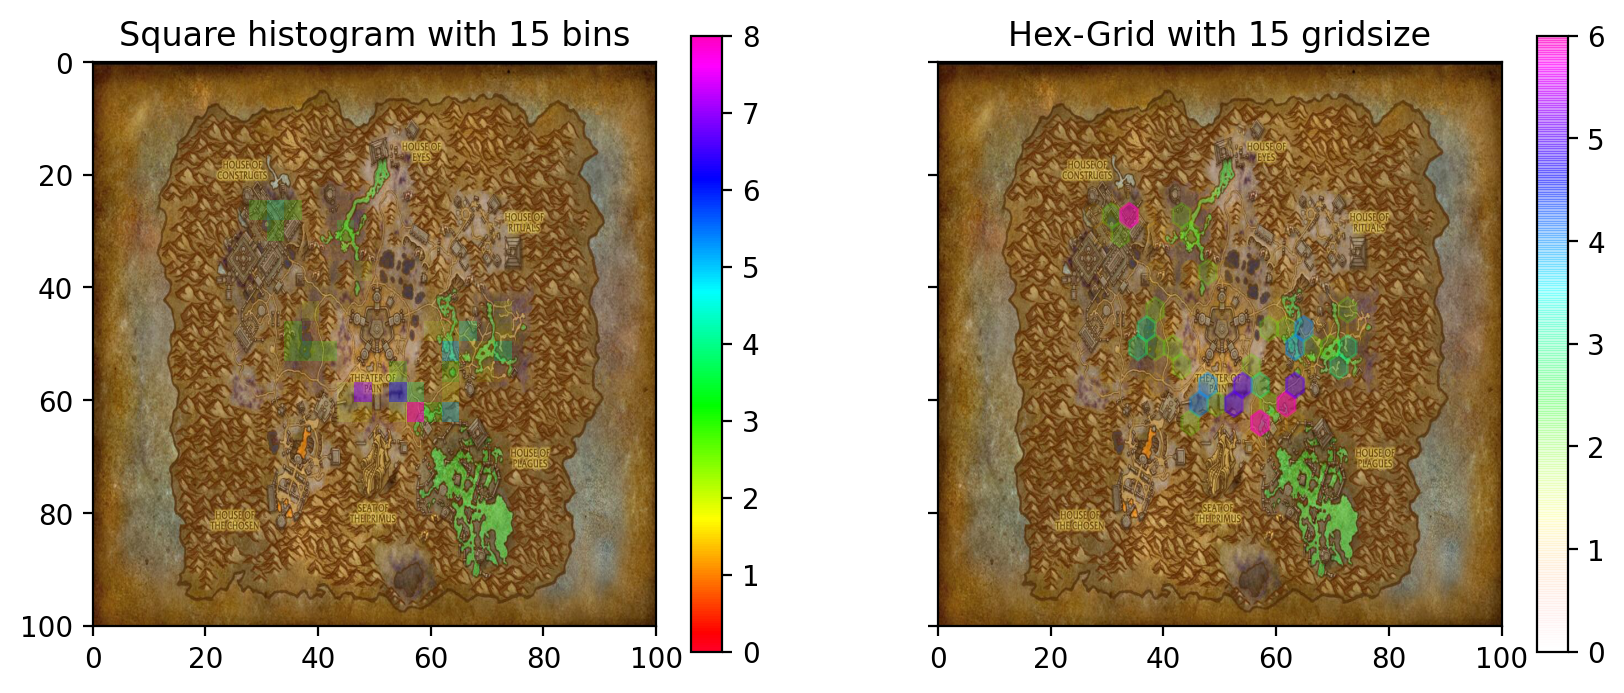 Square histogram with 15 bins
0
20
40
60
80
100
0
20
40
60
80
100
HOUSE OF
EYES
HOUSE OF
CONSTRUCTS
HOUSE OF
RITUALS
THEATER OF
PAIN
HOUSE OF
PLAGUES
SEAT OF
THE PRIMUS
HOUSE OF
THE CHOSEN
8
7
6
5
4
3
2
1
0
Hex-Grid with 15 gridsize
0
20
40
60
80
100
HOUSE OF
EYES
HOUSE OF
CONSTRUCTS
HOUSE OF
RITUALS
THEATER OF
PAIN
HOUSE OF
PLAGUES
SEAT OF
THE PRIMUS
HOUSE OF
THE CHOSEN
6
5
4
3
2
1
0